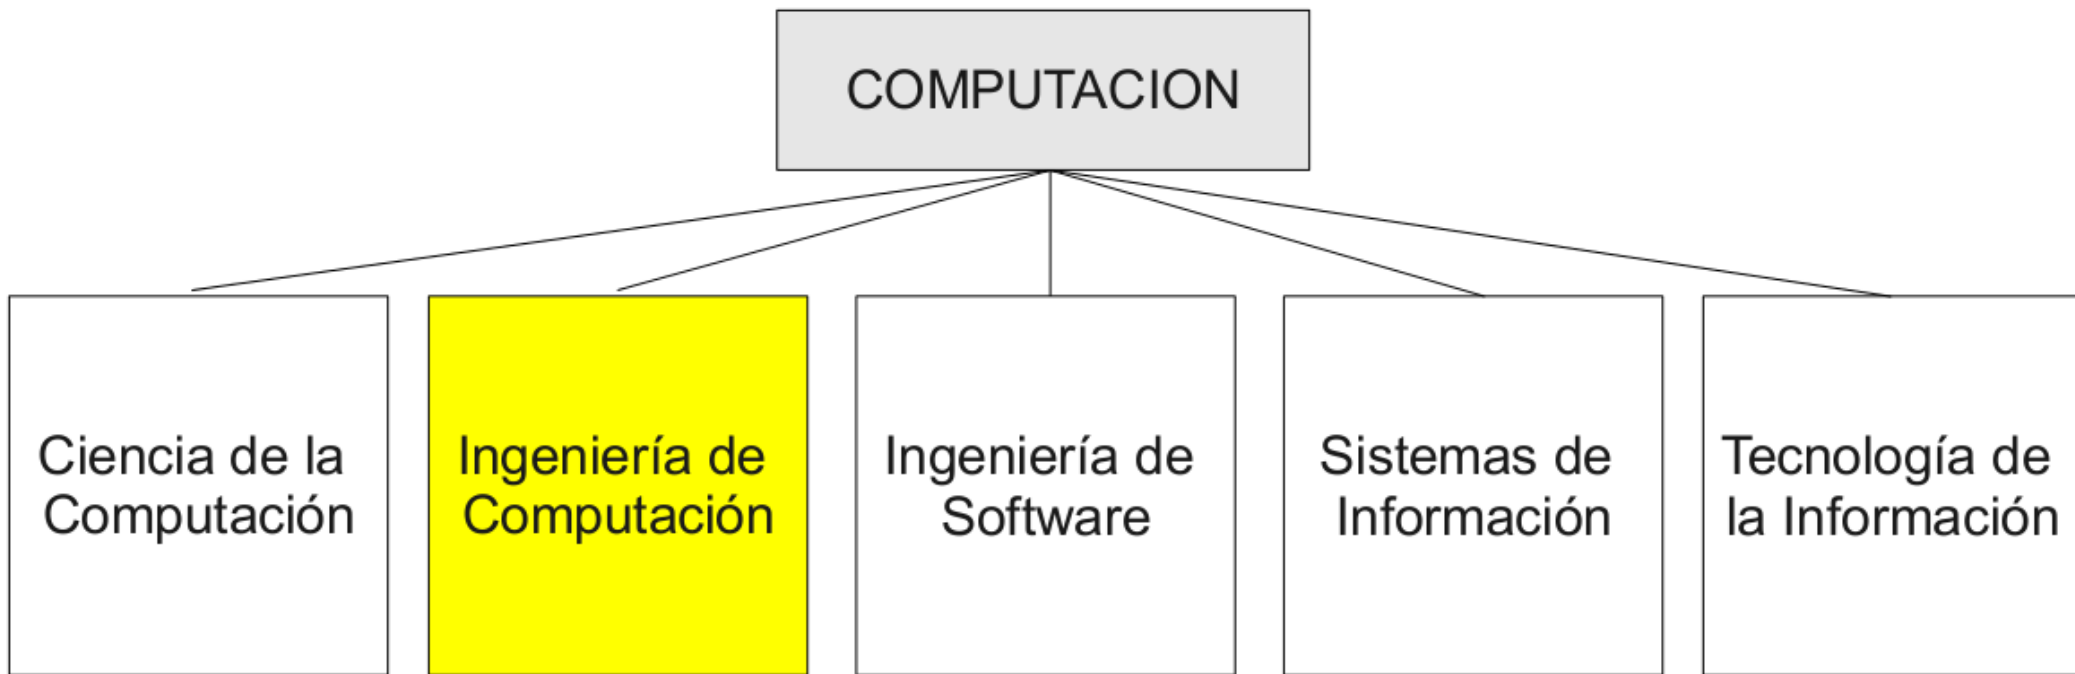 COMPUTACION
Ciencia de la
Computación
Ingeniería de
Computación
Ingeniería de
Software
Sistemas de
Información
Tecnología de
la Información